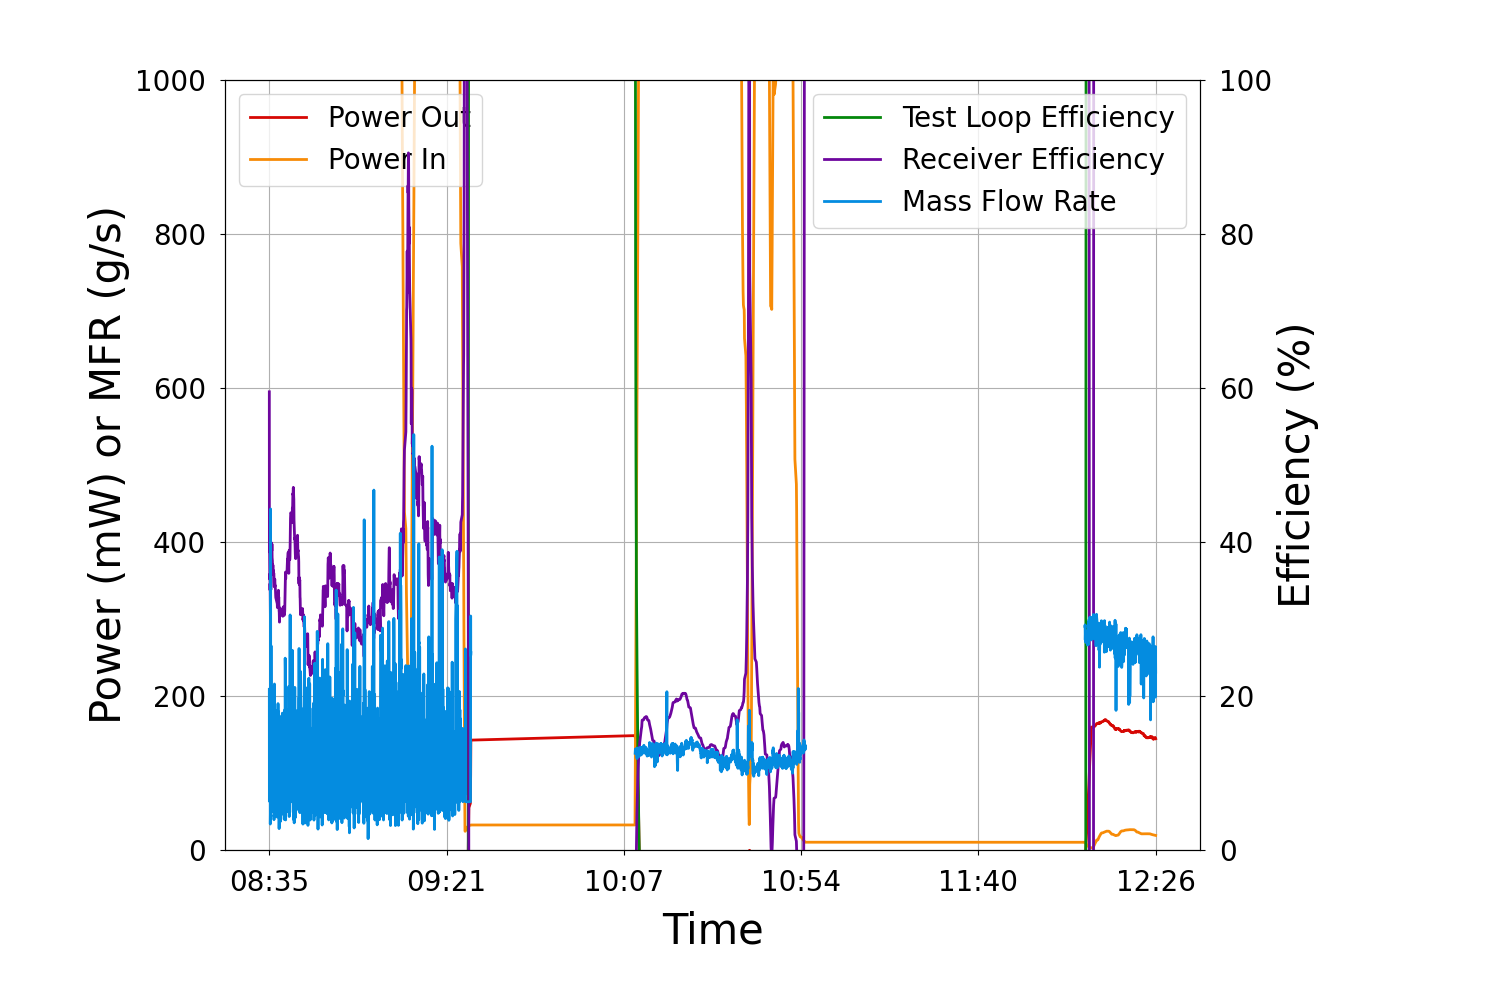 Power (mW) or MFR (g/s)
1000
800
600
400
200
0
Power Out
Power In
Test Loop Efficiency
Receiver Efficiency
Mass Flow Rate
100
80
60
40
20
0
Efficiency (%)
08:35 09:21 10:07 10:54 11:40 12:26
Time